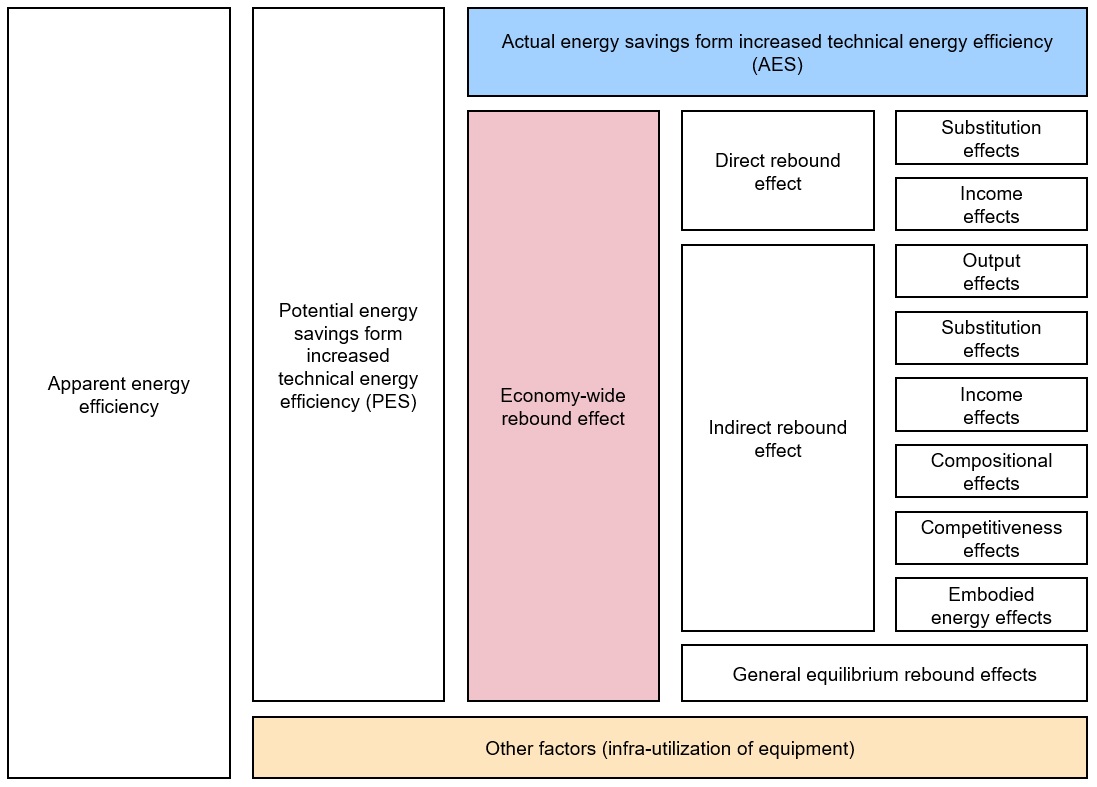 Apparent energy
efficiency
Potential energy
savings form
increased
technical energy
efficiency (PES)
Actual energy savings form increased technical energy efficiency
(AES)
Economy-wide
rebound effect
Direct rebound
effect
Substitution
effects
Income
effects
Indirect rebound
effect
Output
effects
Substitution
effects
Income
effects
Compositional
effects
Competitiveness
effects
Embodied
energy effects
General equilibrium rebound effects
Other factors (infra-utilization of equipment)